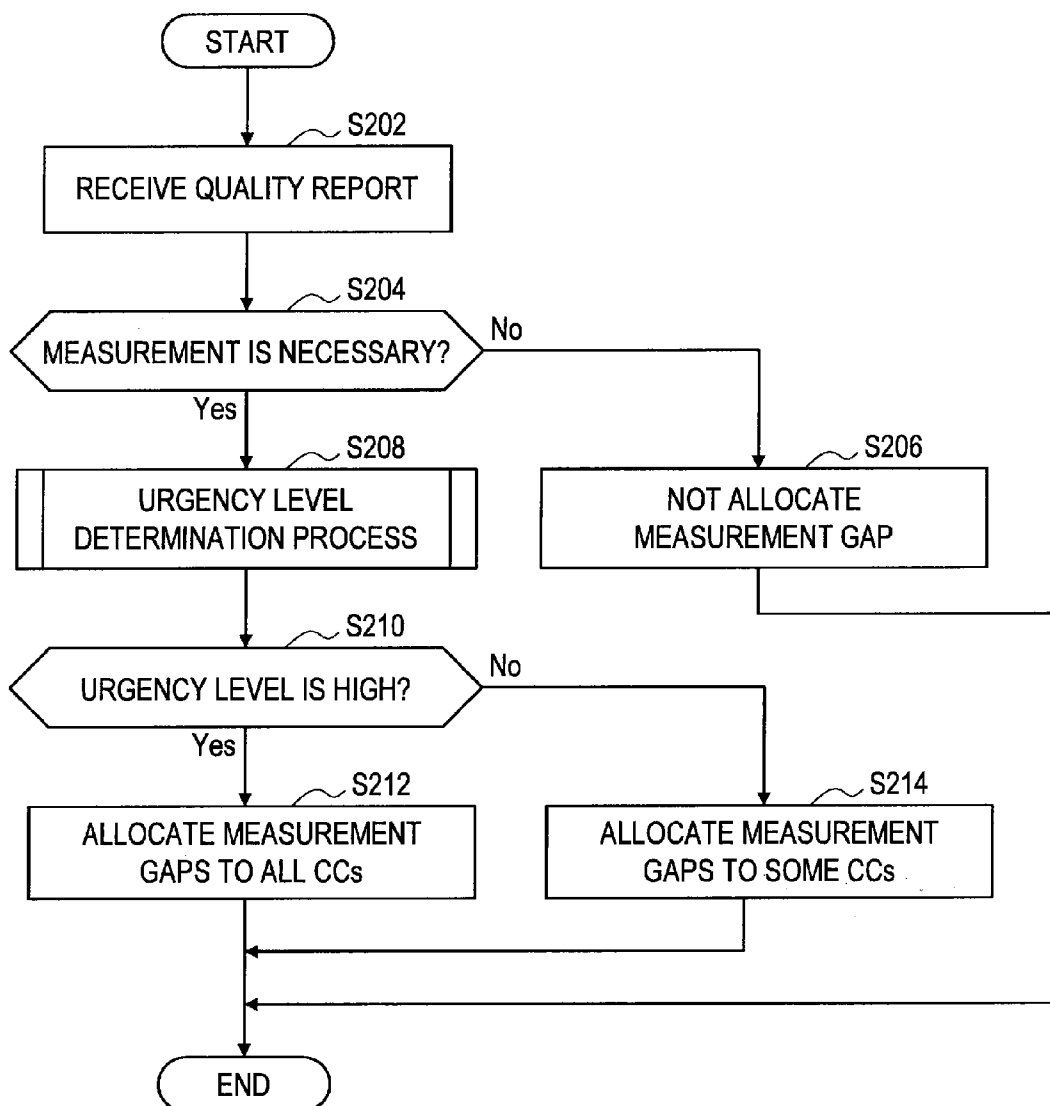 START
S202
RECEIVE QUALITY REPORT
S204
MEASUREMENT IS NECESSARY?
No
Yes
S208
URGENCY LEVEL
DETERMINATION PROCESS
S206
NOT ALLOCATE
MEASUREMENT GAP
S210
URGENCY LEVEL IS HIGH?
No
Yes
S212
ALLOCATE MEASUREMENT
GAPS TO ALL CCs
S214
ALLOCATE MEASUREMENT
GAPS TO SOME CCs
END